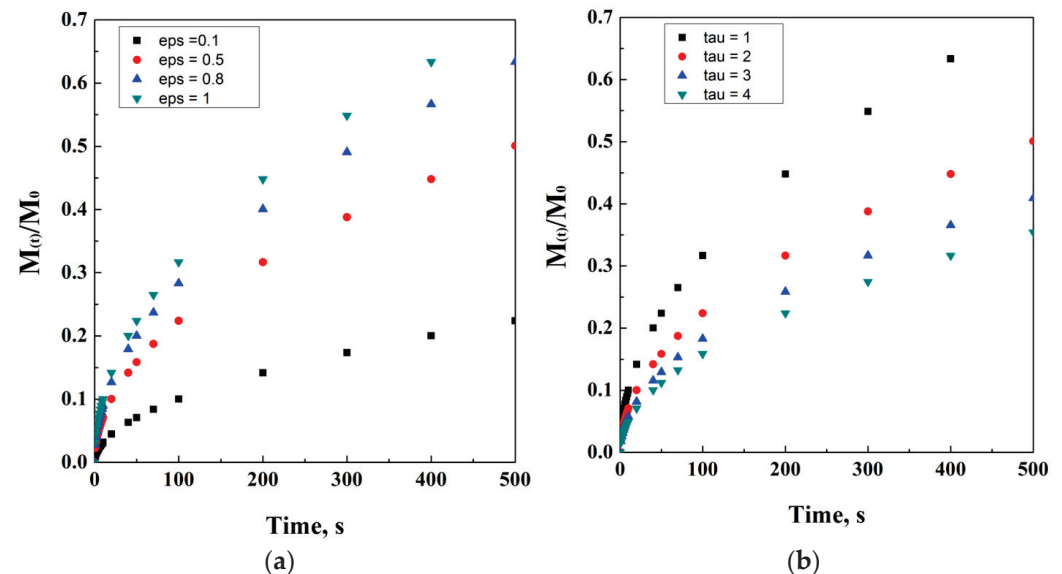 0.7
0.6
0.5
0.4
0.3
0.2
0.1
0.0
M(t)/M0
eps =0.1
eps = 0.5
eps = 0.8
eps = 1
0 100 200 300 400 500
Time, s
(a)
0.7
0.6
0.5
0.4
0.3
0.2
0.1
0.0
M(t)/M0
tau = 1
tau = 2
tau = 3
tau = 4
0 100 200 300 400 500
Time, s
(b)